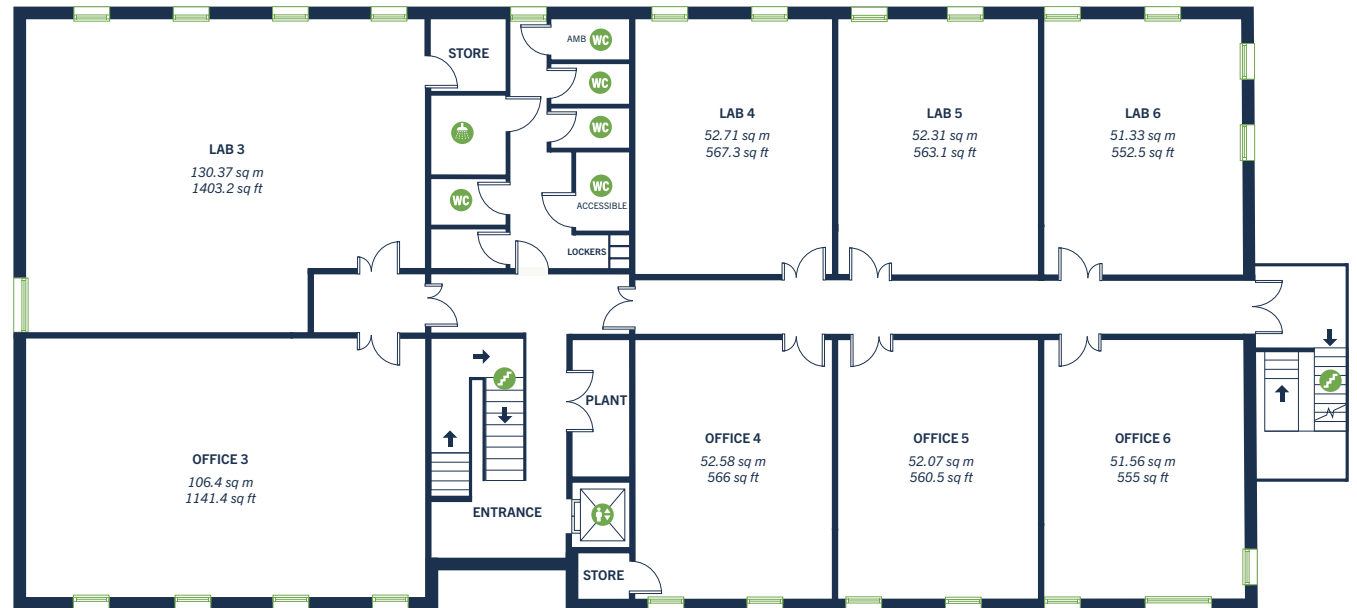 STORE
AMB WC
WC
WC
WC
ACCESSIBLE
WC
LOCKERS
LAB 3
130.37 sq m
1403.2 sq ft
LAB 4
52.71 sq m
567.3 sq ft
LAB 5
52.31 sq m
563.1 sq ft
LAB 6
51.33 sq m
552.5 sq ft
PLANT
ENTRANCE
STORE
OFFICE 3
106.4 sq m
1141.4 sq ft
OFFICE 4
52.58 sq m
566 sq ft
OFFICE 5
52.07 sq m
560.5 sq ft
OFFICE 6
51.56 sq m
555 sq ft